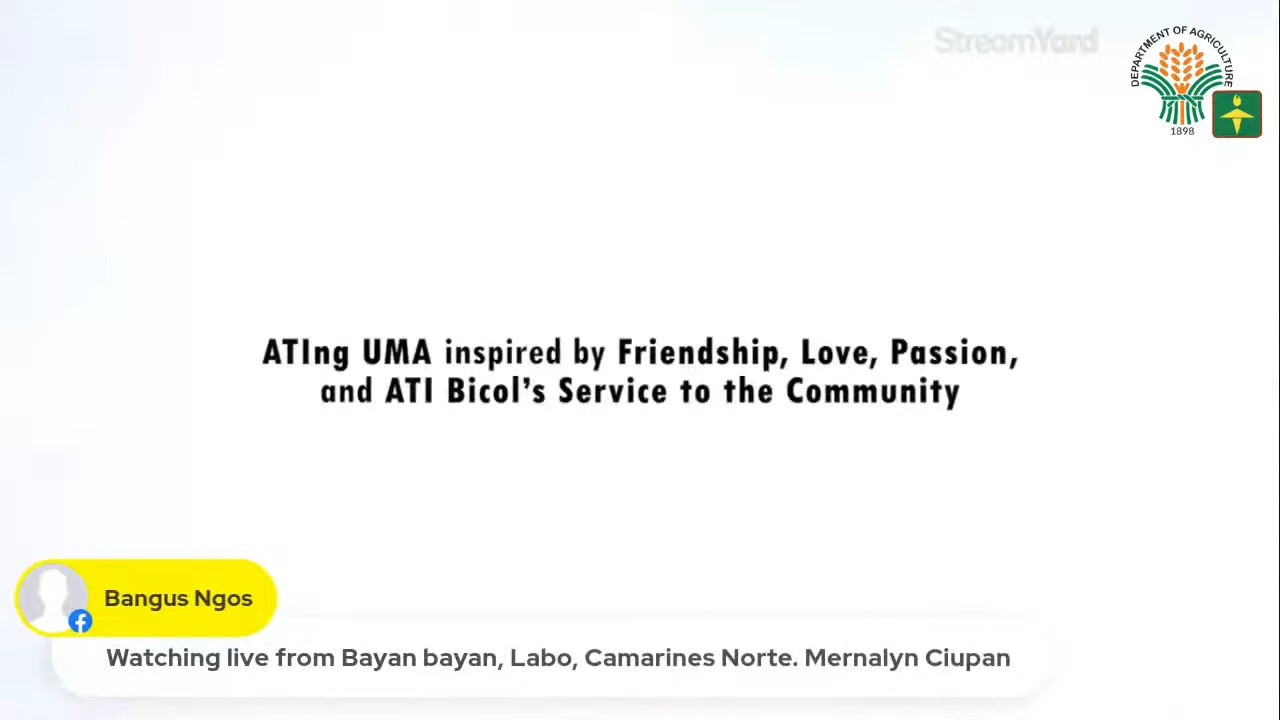 StreamYard
DEPARTMENT OF AGRICULTURE
1898
ATIng UMA inspired by Friendship, Love, Passion,
and ATI Bicol's Service to the Community
Bangus Ngos
Watching live from Bayan bayan, Labo, Camarines Norte. Mernalyn Ciupan